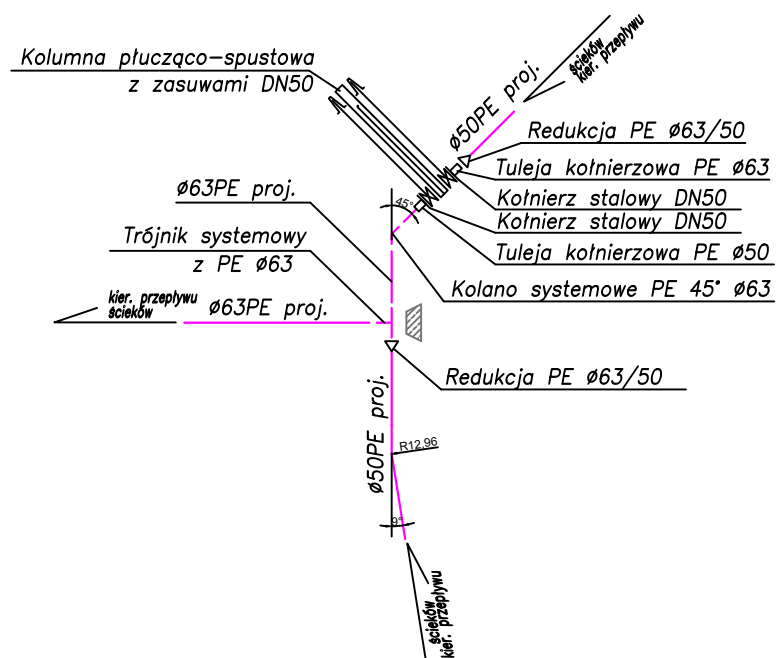 Kolumna płucząco-spustowa
z zasuwami DN50
ø50PE proj.
ścieków
kier. przepływu
Redukcja PE ø63/50
Tuleja kołnierzowa PE ø63
Kołnierz stalowy DN50
Kołnierz stalowy DN50
Tuleja kołnierzowa PE ø50
Kolano systemowe PE 45° ø63
45°
ø63PE proj.
Trójnik systemowy
z PE ø63
kier. przepływu
ścieków
ø63PE proj.
Redukcja PE ø63/50
ø50PE proj.
R12,96
9°
ścieków
kier. przepływu